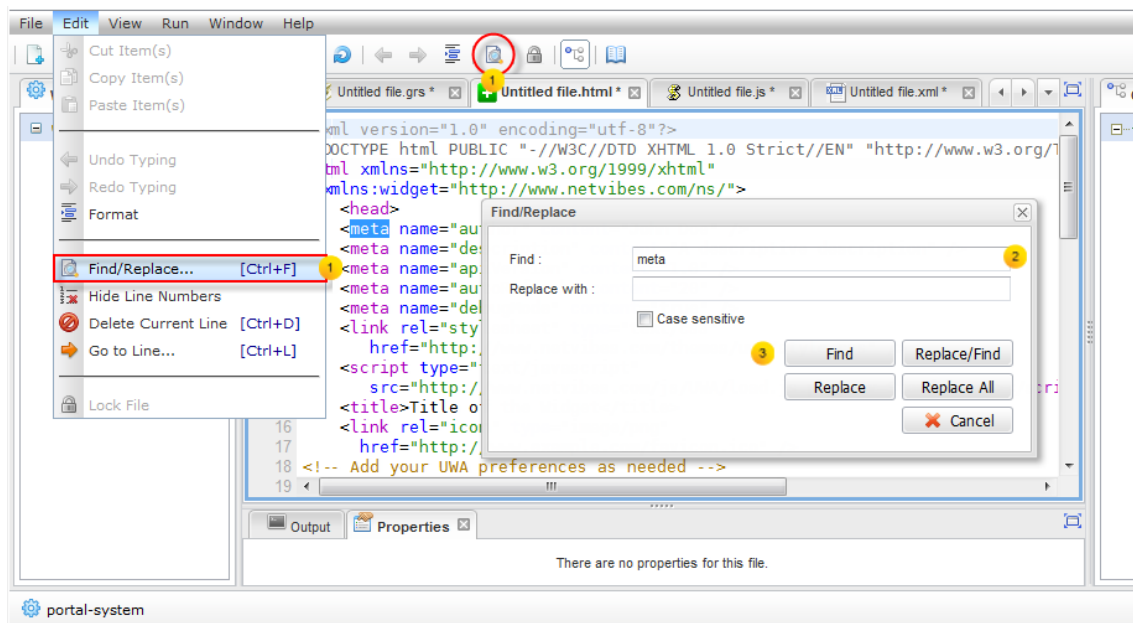 File Edit View Run Window Help
Cut Item(s)
Copy Item(s)
Paste Item(s)
Undo Typing
Redo Typing
Format
Find/Replace... [Ctrl+F] 1
Hide Line Numbers
Delete Current Line [Ctrl+D]
Go to Line... [Ctrl+L]
Lock File
1
Untitled file.grs * Untitled file.html * Untitled file.js * Untitled file.xml *
xml version="1.0" encoding="utf-8"?>
DOCTYPE html PUBLIC "-//W3C//DTD XHTML 1.0 Strict//EN" "http://www.w3.org/T
tml xmlns="http://www.w3.org/1999/xhtml"
xmlns:widget="http://www.netvibes.com/ns/">
<head>
<meta name="au
<meta name="des
<meta name="ap
<meta name="au
<meta name="de
<link rel="sty
href="http:
<script type="
src="http:/ cri
<title>Title o
16 <link rel="ico
17 href="http:/
18 <!-- Add your UWA preferences as needed -->
19
Find/Replace
Find : meta 2
Replace with :
Case sensitive
3 Find Replace/Find
Replace Replace All
Cancel
Output Properties
There are no properties for this file.
portal-system